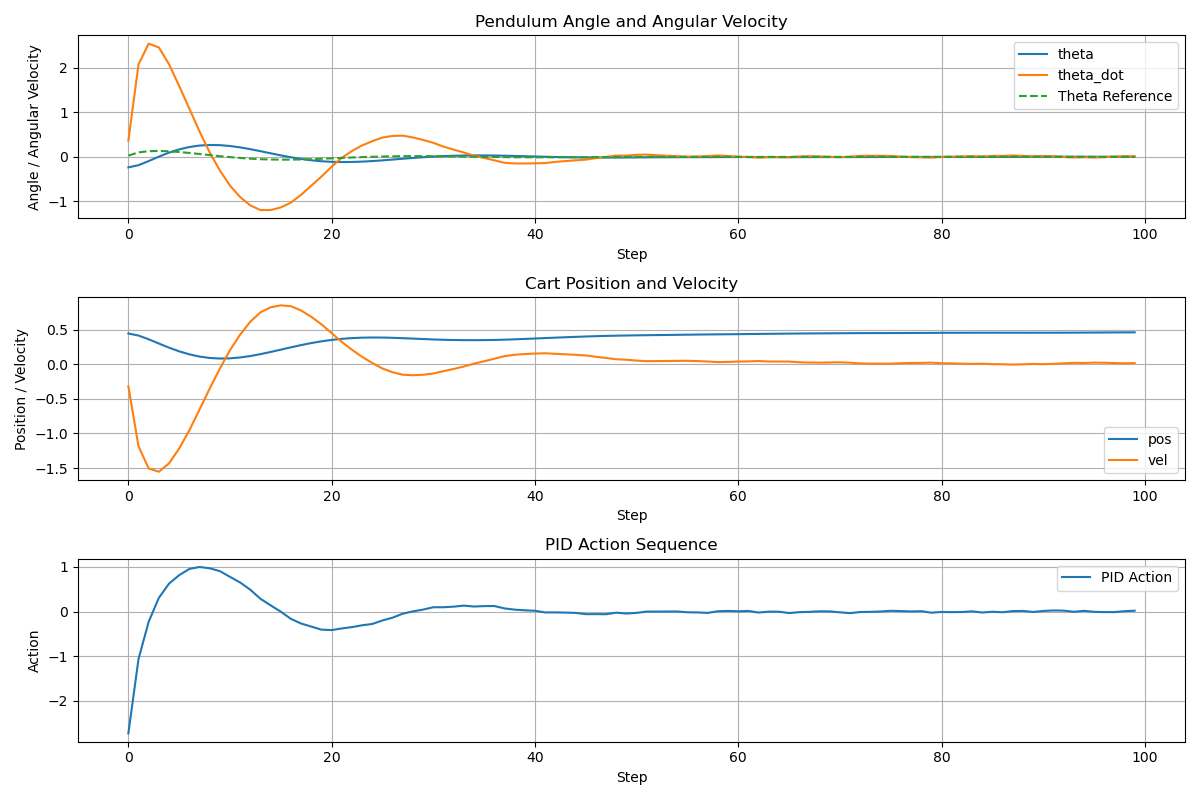 Pendulum Angle and Angular Velocity
Angle / Angular Velocity
2
1
0
−1
theta
theta_dot
Theta Reference
0 20 40 60 80 100
Step
Cart Position and Velocity
Position / Velocity
0.5
0.0
−0.5
−1.0
−1.5
pos
vel
0 20 40 60 80 100
Step
PID Action Sequence
Action
1
0
−1
−2
PID Action
0 20 40 60 80 100
Step